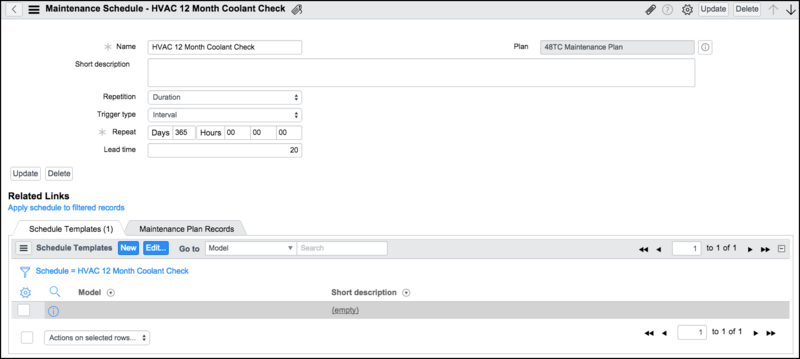 Maintenance Schedule - HVAC 12 Month Coolant Check Update Delete
Name HVAC 12 Month Coolant Check Plan 48TC Maintenance Plan
Short description
Repetition Duration
Trigger type Interval
Repeat Days 365 Hours 00 00 00
Lead time 20
Update Delete
Related Links
Apply schedule to filtered records
Schedule Templates (1) Maintenance Plan Records
Schedule Templates New Edit... Go to Model Search 1 to 1 of 1
Schedule = HVAC 12 Month Coolant Check
Model Short description
(empty)
Actions on selected rows... 1 to 1 of 1